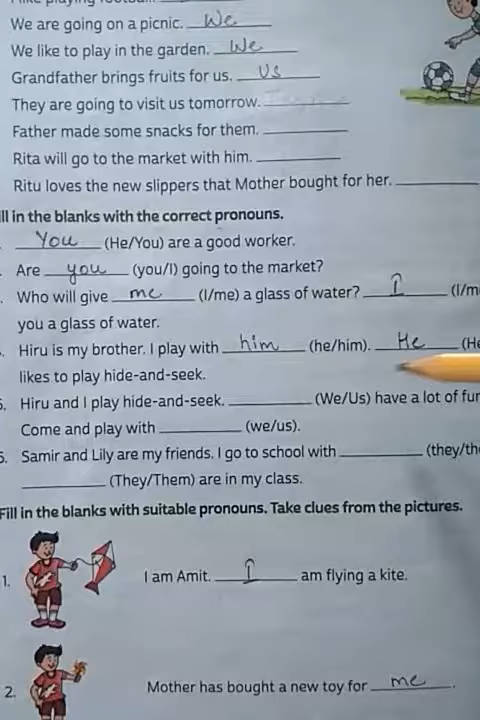 We are going on a picnic. We
We like to play in the garden. We
Grandfather brings fruits for us. us
They are going to visit us tomorrow.
Father made some snacks for them.
Rita will go to the market with him.
Ritu loves the new slippers that Mother bought for her.
ll in the blanks with the correct pronouns.
You (He/You) are a good worker.
Are you (you/I) going to the market?
Who will give me (I/me) a glass of water? I (I/m
you a glass of water.
Hiru is my brother. I play with him (he/him). He (He
likes to play hide-and-seek.
5. Hiru and I play hide-and-seek. (We/Us) have a lot of fun
Come and play with (we/us).
6. Samir and Lily are my friends. I go to school with (they/th
(They/Them) are in my class.
Fill in the blanks with suitable pronouns. Take clues from the pictures.
1. I am Amit. I am flying a kite.
2. Mother has bought a new toy for me.